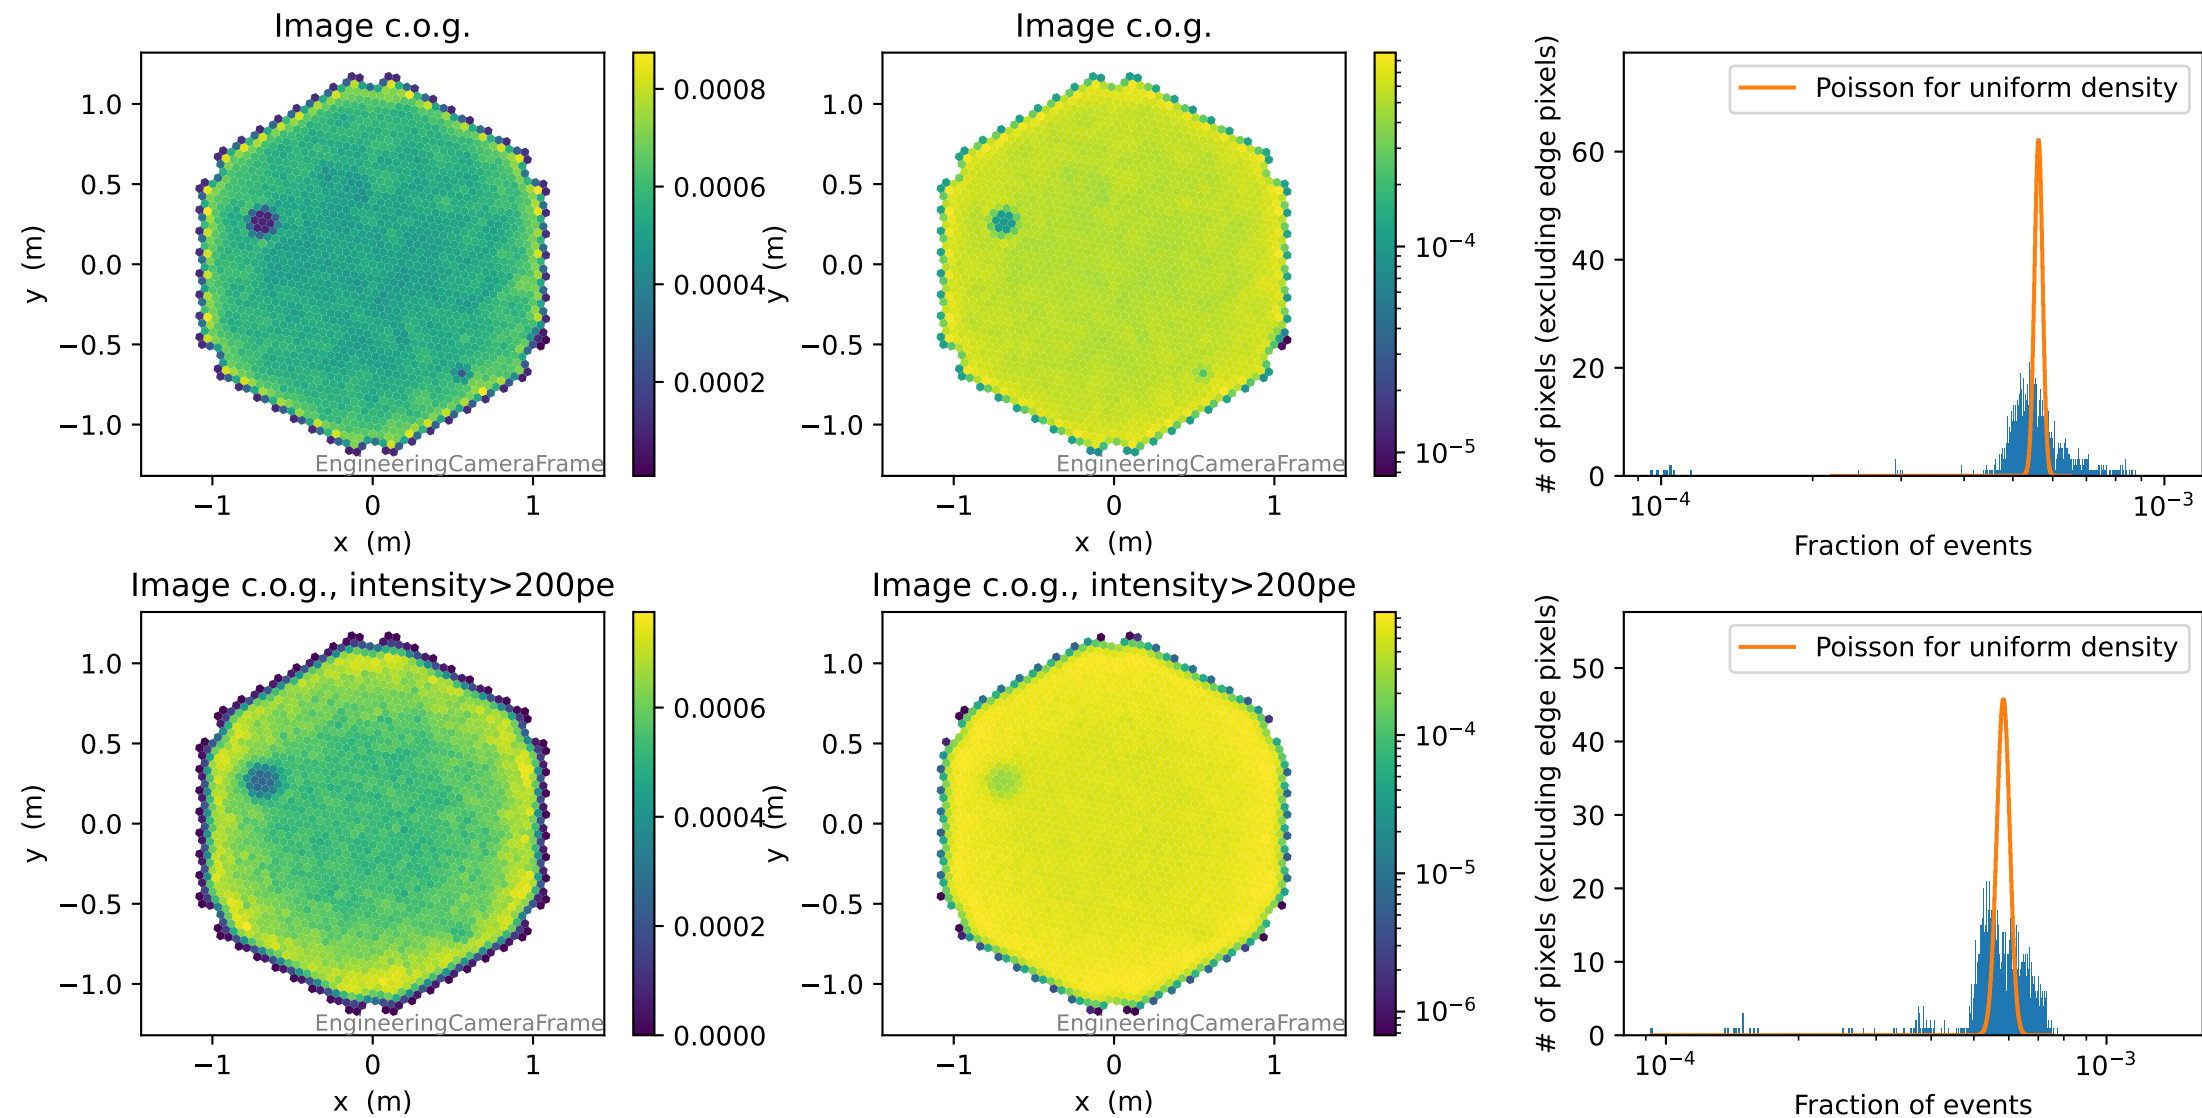 Image c.o.g.
1.0
0.5
0.0
−0.5
−1.0
y (m)
−1
0
1
x (m)
EngineeringCameraFrame
0.0008
0.0006
0.0004
0.0002
Image c.o.g.
1.0
0.5
0.0
−0.5
−1.0
y (m)
−1
0
1
x (m)
EngineeringCameraFrame
10⁻⁴
10⁻⁵
Poisson for uniform density
# of pixels (excluding edge pixels)
60
40
20
0
10⁻⁴
10⁻³
Fraction of events
Image c.o.g., intensity>200pe
1.0
0.5
0.0
−0.5
−1.0
y (m)
−1
0
1
x (m)
EngineeringCameraFrame
0.0006
0.0004
0.0002
0.0000
Image c.o.g., intensity>200pe
1.0
0.5
0.0
−0.5
−1.0
y (m)
−1
0
1
x (m)
EngineeringCameraFrame
10⁻⁴
10⁻⁵
10⁻⁶
Poisson for uniform density
# of pixels (excluding edge pixels)
50
40
30
20
10
0
10⁻⁴
10⁻³
Fraction of events